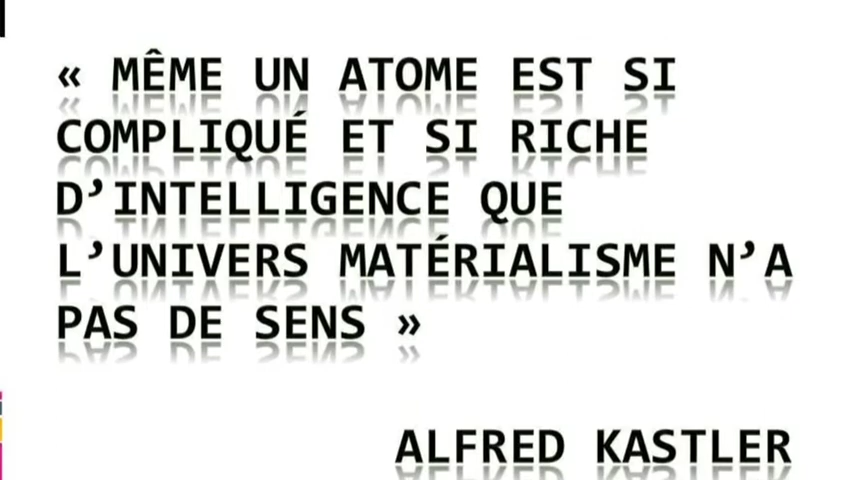 « MÊME UN ATOME EST SI
COMPLIQUÉ ET SI RICHE
D’INTELLIGENCE QUE
L’UNIVERS MATÉRIALISME N’A
PAS DE SENS »
ALFRED KASTLER